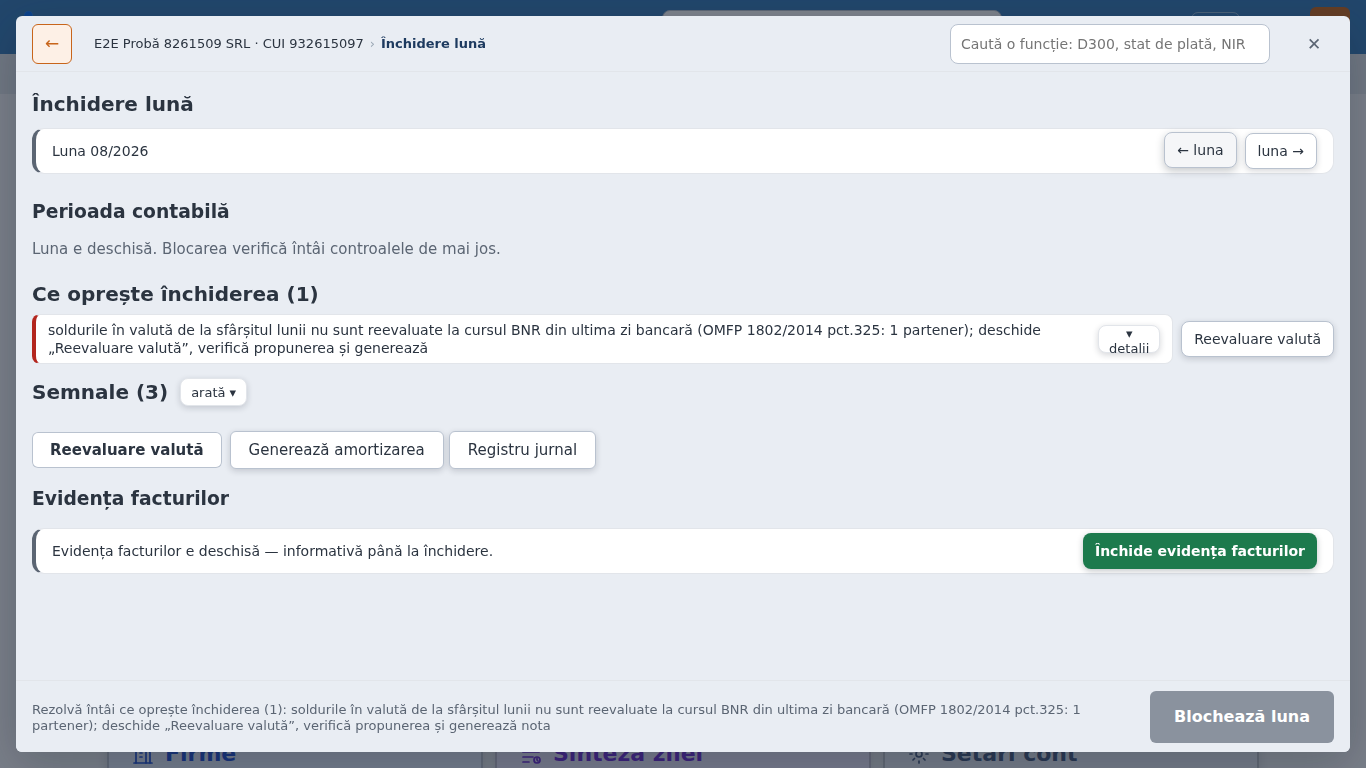 ←
E2E Probă 8261509 SRL · CUI 932615097 › Închidere lună
Caută o funcție: D300, stat de plată, NIR
✕
Închidere lună
Luna 08/2026
← luna
luna →
Perioada contabilă
Luna e deschisă. Blocarea verifică întâi controalele de mai jos.
Ce oprește închiderea (1)
soldurile în valută de la sfârșitul lunii nu sunt reevaluate la cursul BNR din ultima zi bancară (OMFP 1802/2014 pct.325: 1 partener); deschide
„Reevaluare valută”, verifică propunerea și generează
▾
detalii
Reevaluare valută
Semnale (3)
arată ▾
Reevaluare valută
Generează amortizarea
Registru jurnal
Evidența facturilor
Evidența facturilor e deschisă — informativă până la închidere.
Închide evidența facturilor
Rezolvă întâi ce oprește închiderea (1): soldurile în valută de la sfârșitul lunii nu sunt reevaluate la cursul BNR din ultima zi bancară (OMFP 1802/2014 pct.325: 1
partener); deschide „Reevaluare valută”, verifică propunerea și generează nota
Blochează luna
Firme
Sinteza zilei
Setări cont